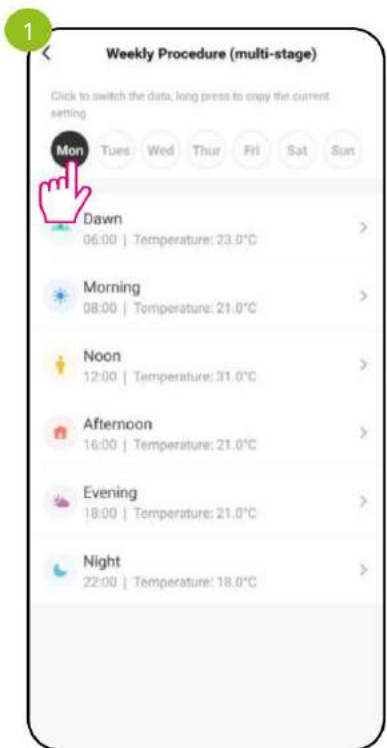 1
Weekly Procedure (multi-stage)
Click to switch the data, long press to copy the current
setting
Mon Tues Wed Thur Fri Sat Sun
Dawn
06:00 | Temperature: 23.0°C
Morning
08:00 | Temperature: 21.0°C
Noon
12:00 | Temperature: 31.0°C
Afternoon
16:00 | Temperature: 21.0°C
Evening
18:00 | Temperature: 21.0°C
Night
22:00 | Temperature: 18.0°C